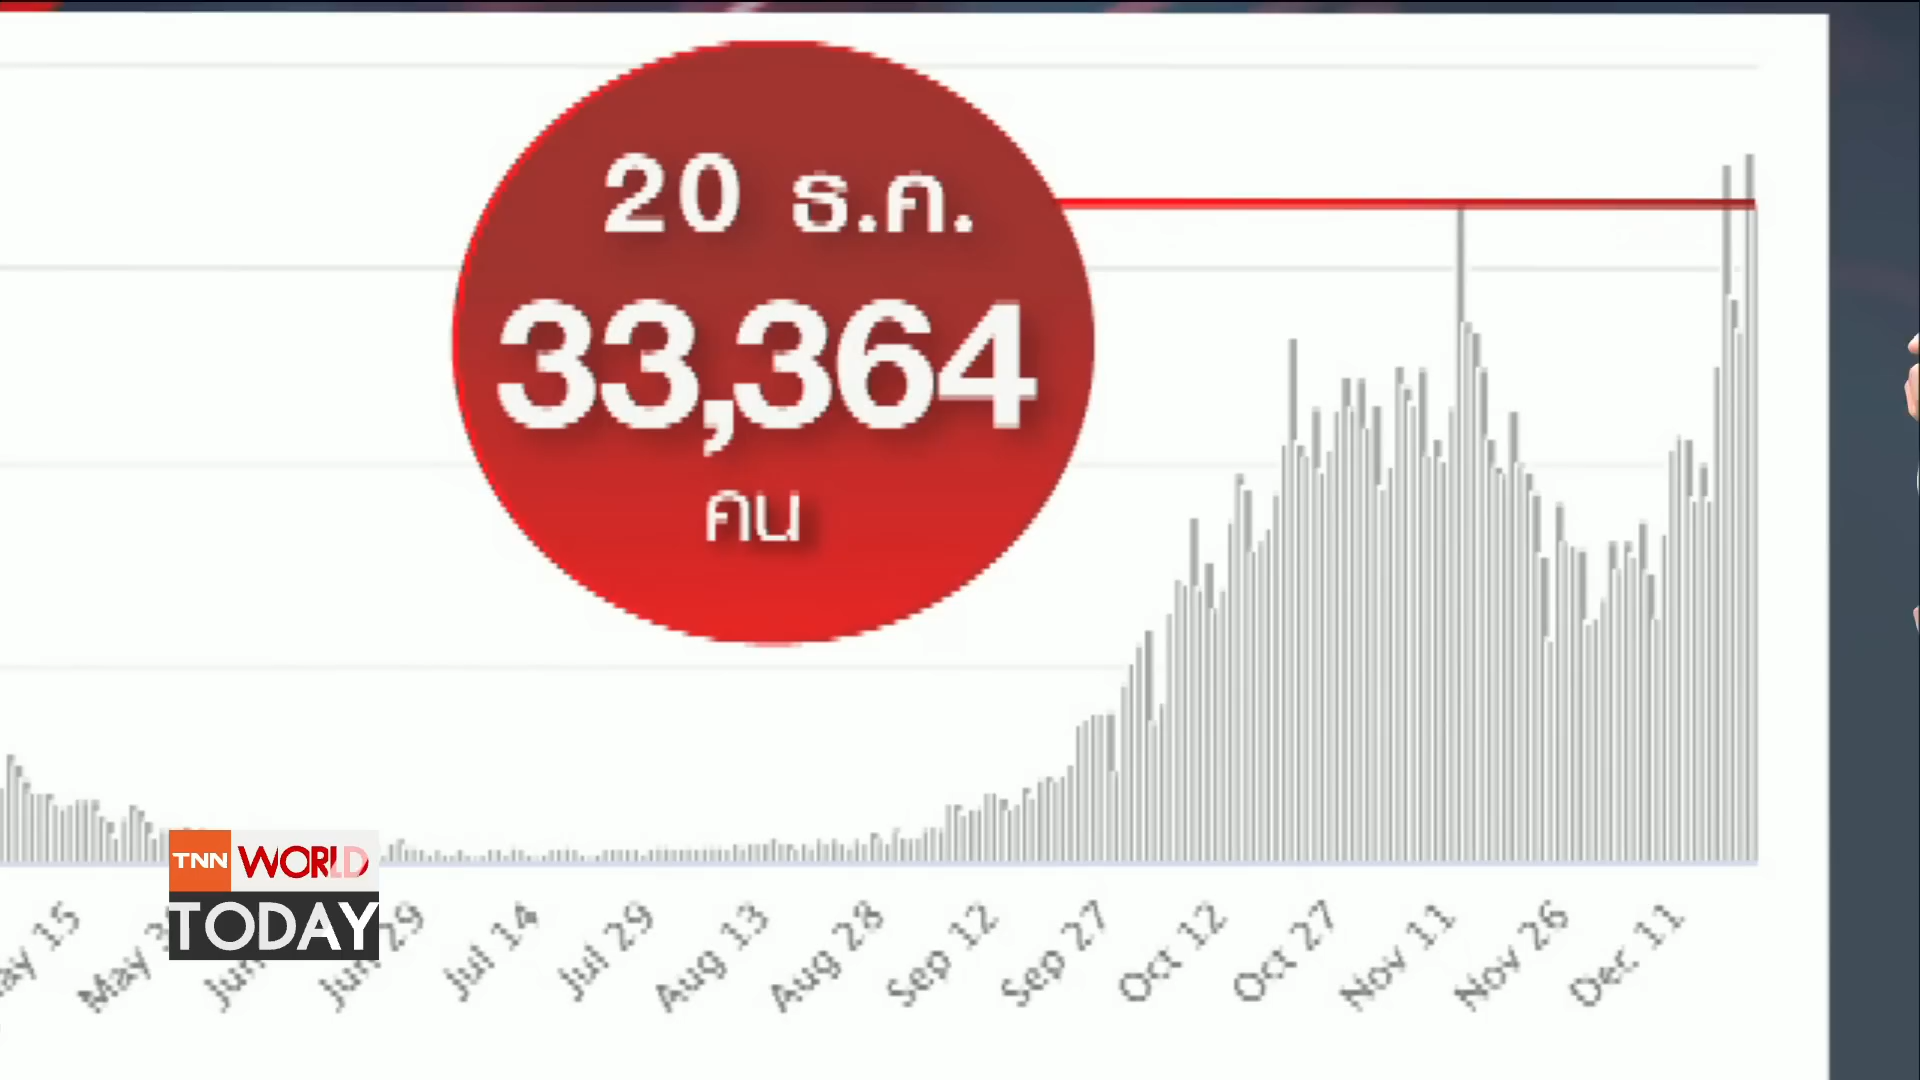 20 ธ.ค.
33,364
คน
TNN WORLD
TODAY
Jul 14
Jul 29
Aug 13
Aug 28
Sep 12
Sep 27
Oct 12
Oct 27
Nov 11
Nov 26
Dec 11